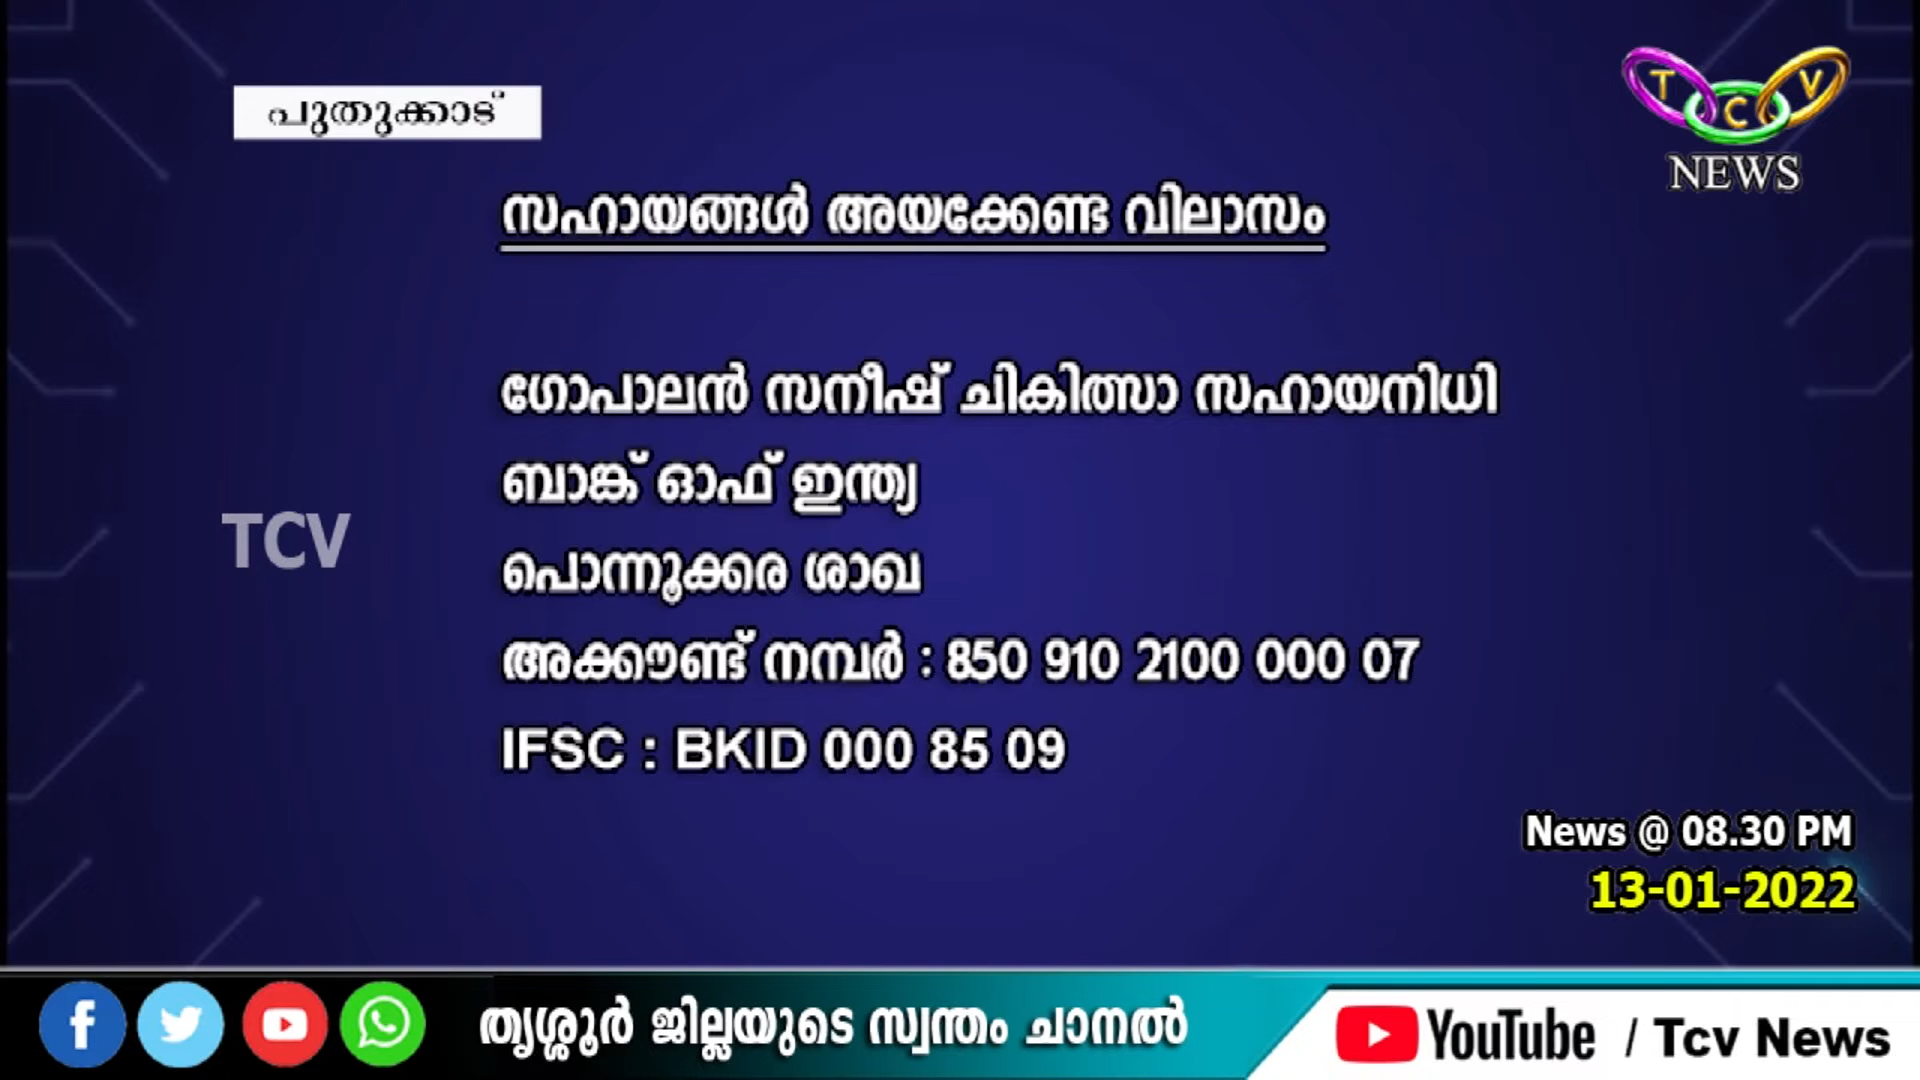 പുതുക്കാട്
T C V
NEWS
സഹായങ്ങൾ അയക്കേണ്ട വിലാസം
ഗോപാലൻ സനീഷ് ചികിത്സാ സഹായനിധി
ബാങ്ക് ഓഫ് ഇന്ത്യ
TCV
പൊന്നൂക്കര ശാഖ
അക്കൗണ്ട് നമ്പർ : 850 910 2100 000 07
IFSC : BKID 000 85 09
News @ 08.30 PM
13-01-2022
തൃശ്ശൂർ ജില്ലയുടെ സ്വന്തം ചാനൽ
YouTube / Tcv News